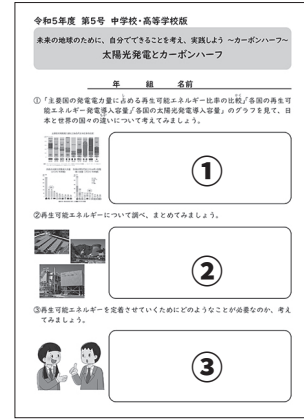 令和5年度 第5号 中学校・高等学校版
未来の地球のために、自分でできることを考え、実践しよう ～カーボンハーフ～
太陽光発電とカーボンハーフ
年 組 名前
①「主要国の発電電力量に占める再生可能エネルギー比率の比較」「各国の再生可
能エネルギー発電導入容量」「各国の太陽光発電導入容量」のグラフを見て、日
本と世界の国々の違いについて考えてみましょう。
①
②再生可能エネルギーについて調べ、まとめてみましょう。
②
③再生可能エネルギーを定着させていくためにどのようなことが必要なのか、考え
てみましょう。
③